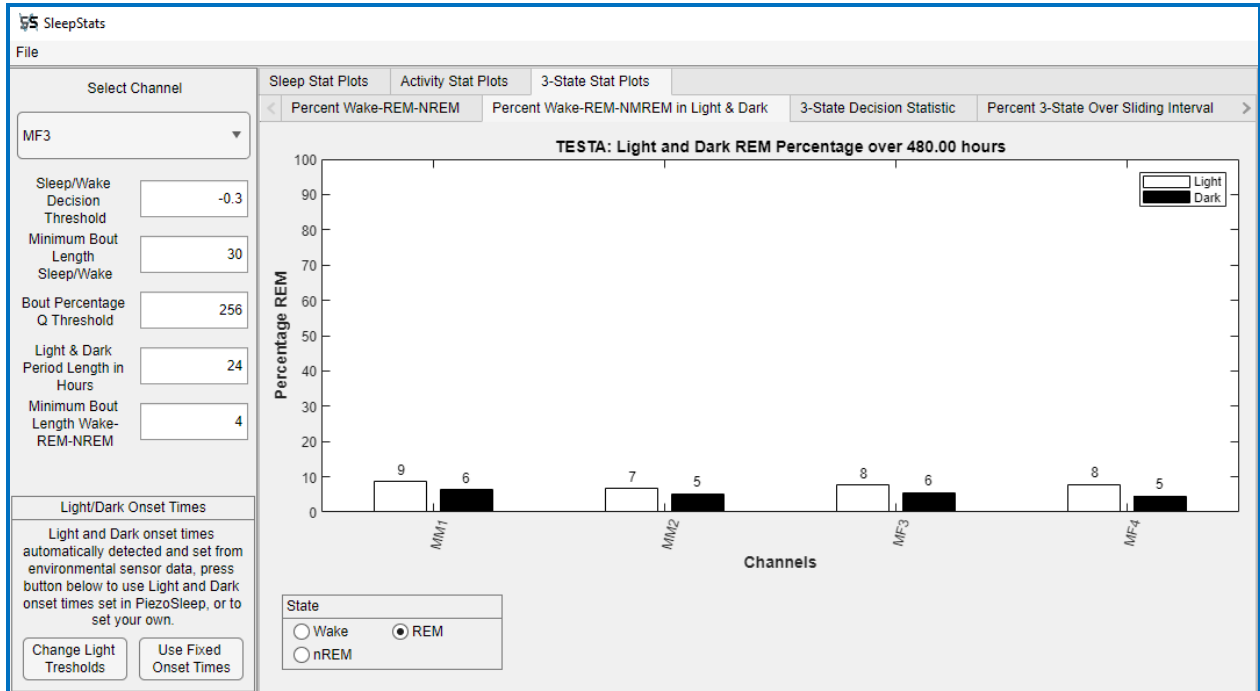 SleepStats
File
Select Channel
MF3
Sleep/Wake
Decision
Threshold
-0.3
Minimum Bout
Length
Sleep/Wake
30
Bout Percentage
Q Threshold
256
Light & Dark
Period Length in
Hours
24
Minimum Bout
Length Wake-
REM-NREM
4
Light/Dark Onset Times
Light and Dark onset times
automatically detected and set from
environmental sensor data, press
button below to use Light and Dark
onset times set in PiezoSleep, or to
set your own.
Change Light
Tresholds
Use Fixed
Onset Times
Sleep Stat Plots
Activity Stat Plots
3-State Stat Plots
Percent Wake-REM-NREM
Percent Wake-REM-NMREM in Light & Dark
3-State Decision Statistic
Percent 3-State Over Sliding Interval
TESTA: Light and Dark REM Percentage over 480.00 hours
Light
Dark
Percentage REM
100
90
80
70
60
50
40
30
20
10
0
9
6
7
5
8
6
8
5
MM1
MM2
MF3
MF4
Channels
State
Wake
REM
nREM